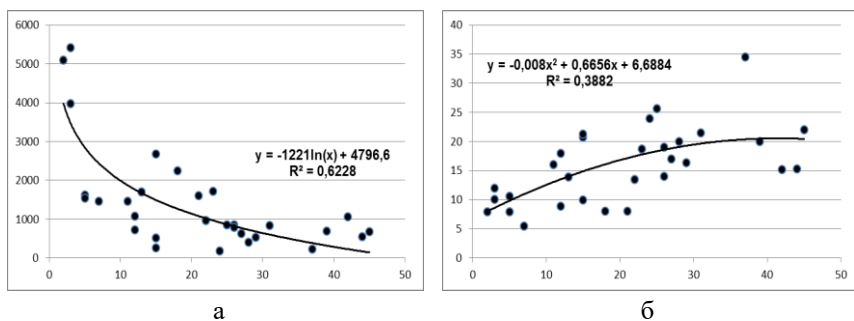 6000
5000
4000
3000
2000
1000
0
0 10 20 30 40 50
y = -1221ln(x) + 4796,6
R² = 0,6228
а
40
35
30
25
20
15
10
5
0
0 10 20 30 40 50
y = -0,008x² + 0,6656x + 6,6884
R² = 0,3882
б